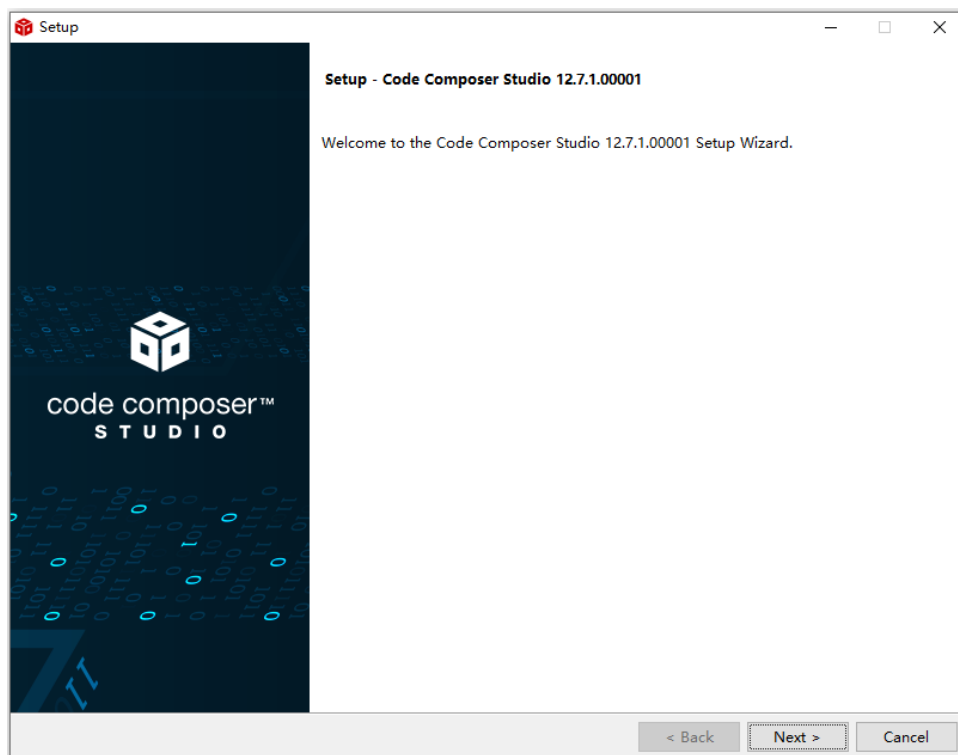 Setup
Setup - Code Composer Studio 12.7.1.00001
Welcome to the Code Composer Studio 12.7.1.00001 Setup Wizard.
code composer™
STUDIO
< Back
Next >
Cancel